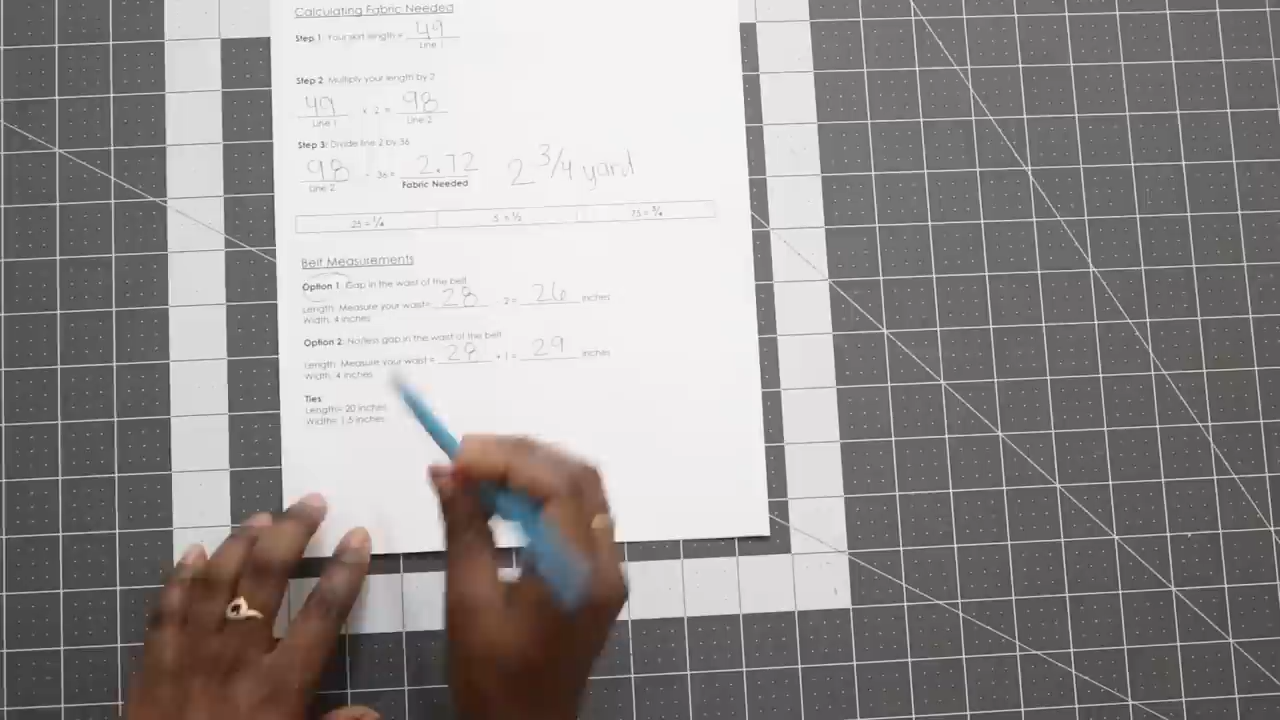 Calculating Fabric Needed
Step 1: Your skirt length = 49
Line 1
Step 2: Multiply your length by 2
49 x 2 = 98
Line 1 Line 2
Step 3: Divide line 2 by 36
98 ÷ 36 = 2.72 2 3/4 yard
Line 2 Fabric Needed
.25 = ¼ .5 = ½ .75 = ¾
Belt Measurements
Option 1: Gap in the waist of the belt
Length: Measure your waist = 28 - 2 = 26 inches
Width: 4 inches
Option 2: No/less gap in the waist of the belt
Length: Measure your waist = 28 + 1 = 29 inches
Width: 4 inches
Ties
Length= 20 inches
Width= 1.5 inches